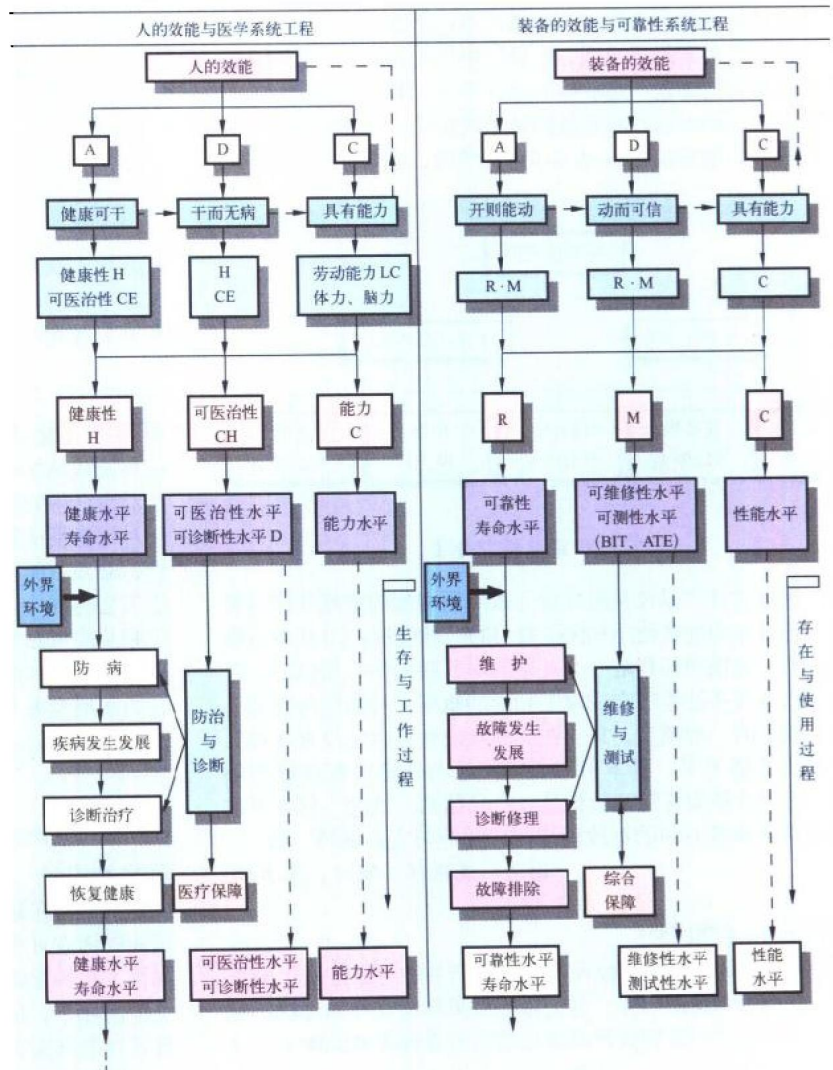 人的效能与医学系统工程
人的效能
A
D
C
健康可干
干而无病
具有能力
健康性 H
可医治性 CE
H
CE
劳动能力 LC
体力、脑力
健康性
H
可医治性
CH
能力
C
健康水平
寿命水平
可医治性水平
可诊断性水平 D
能力水平
外界
环境
防 病
疾病发生发展
诊断治疗
恢复健康
防治
与
诊断
医疗保障
生存与工作过程
健康水平
寿命水平
可医治性水平
可诊断性水平
能力水平
装备的效能与可靠性系统工程
装备的效能
A
D
C
开则能动
动而可信
具有能力
R·M
R·M
C
R
M
C
可靠性
寿命水平
可维修性水平
可测性水平
(BIT、ATE)
性能水平
外界
环境
维 护
故障发生
发展
诊断修理
故障排除
维修
与
测试
综合
保障
存在与使用过程
可靠性水平
寿命水平
维修性水平
测试性水平
性能
水平